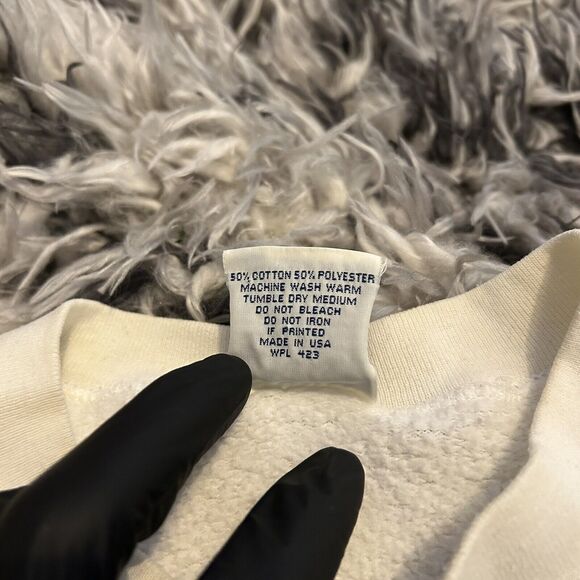 50% COTTON 50% POLYESTER
MACHINE WASH WARM
TUMBLE DRY MEDIUM
DO NOT BLEACH
DO NOT IRON
IF PRINTED
MADE IN USA
WPL 423